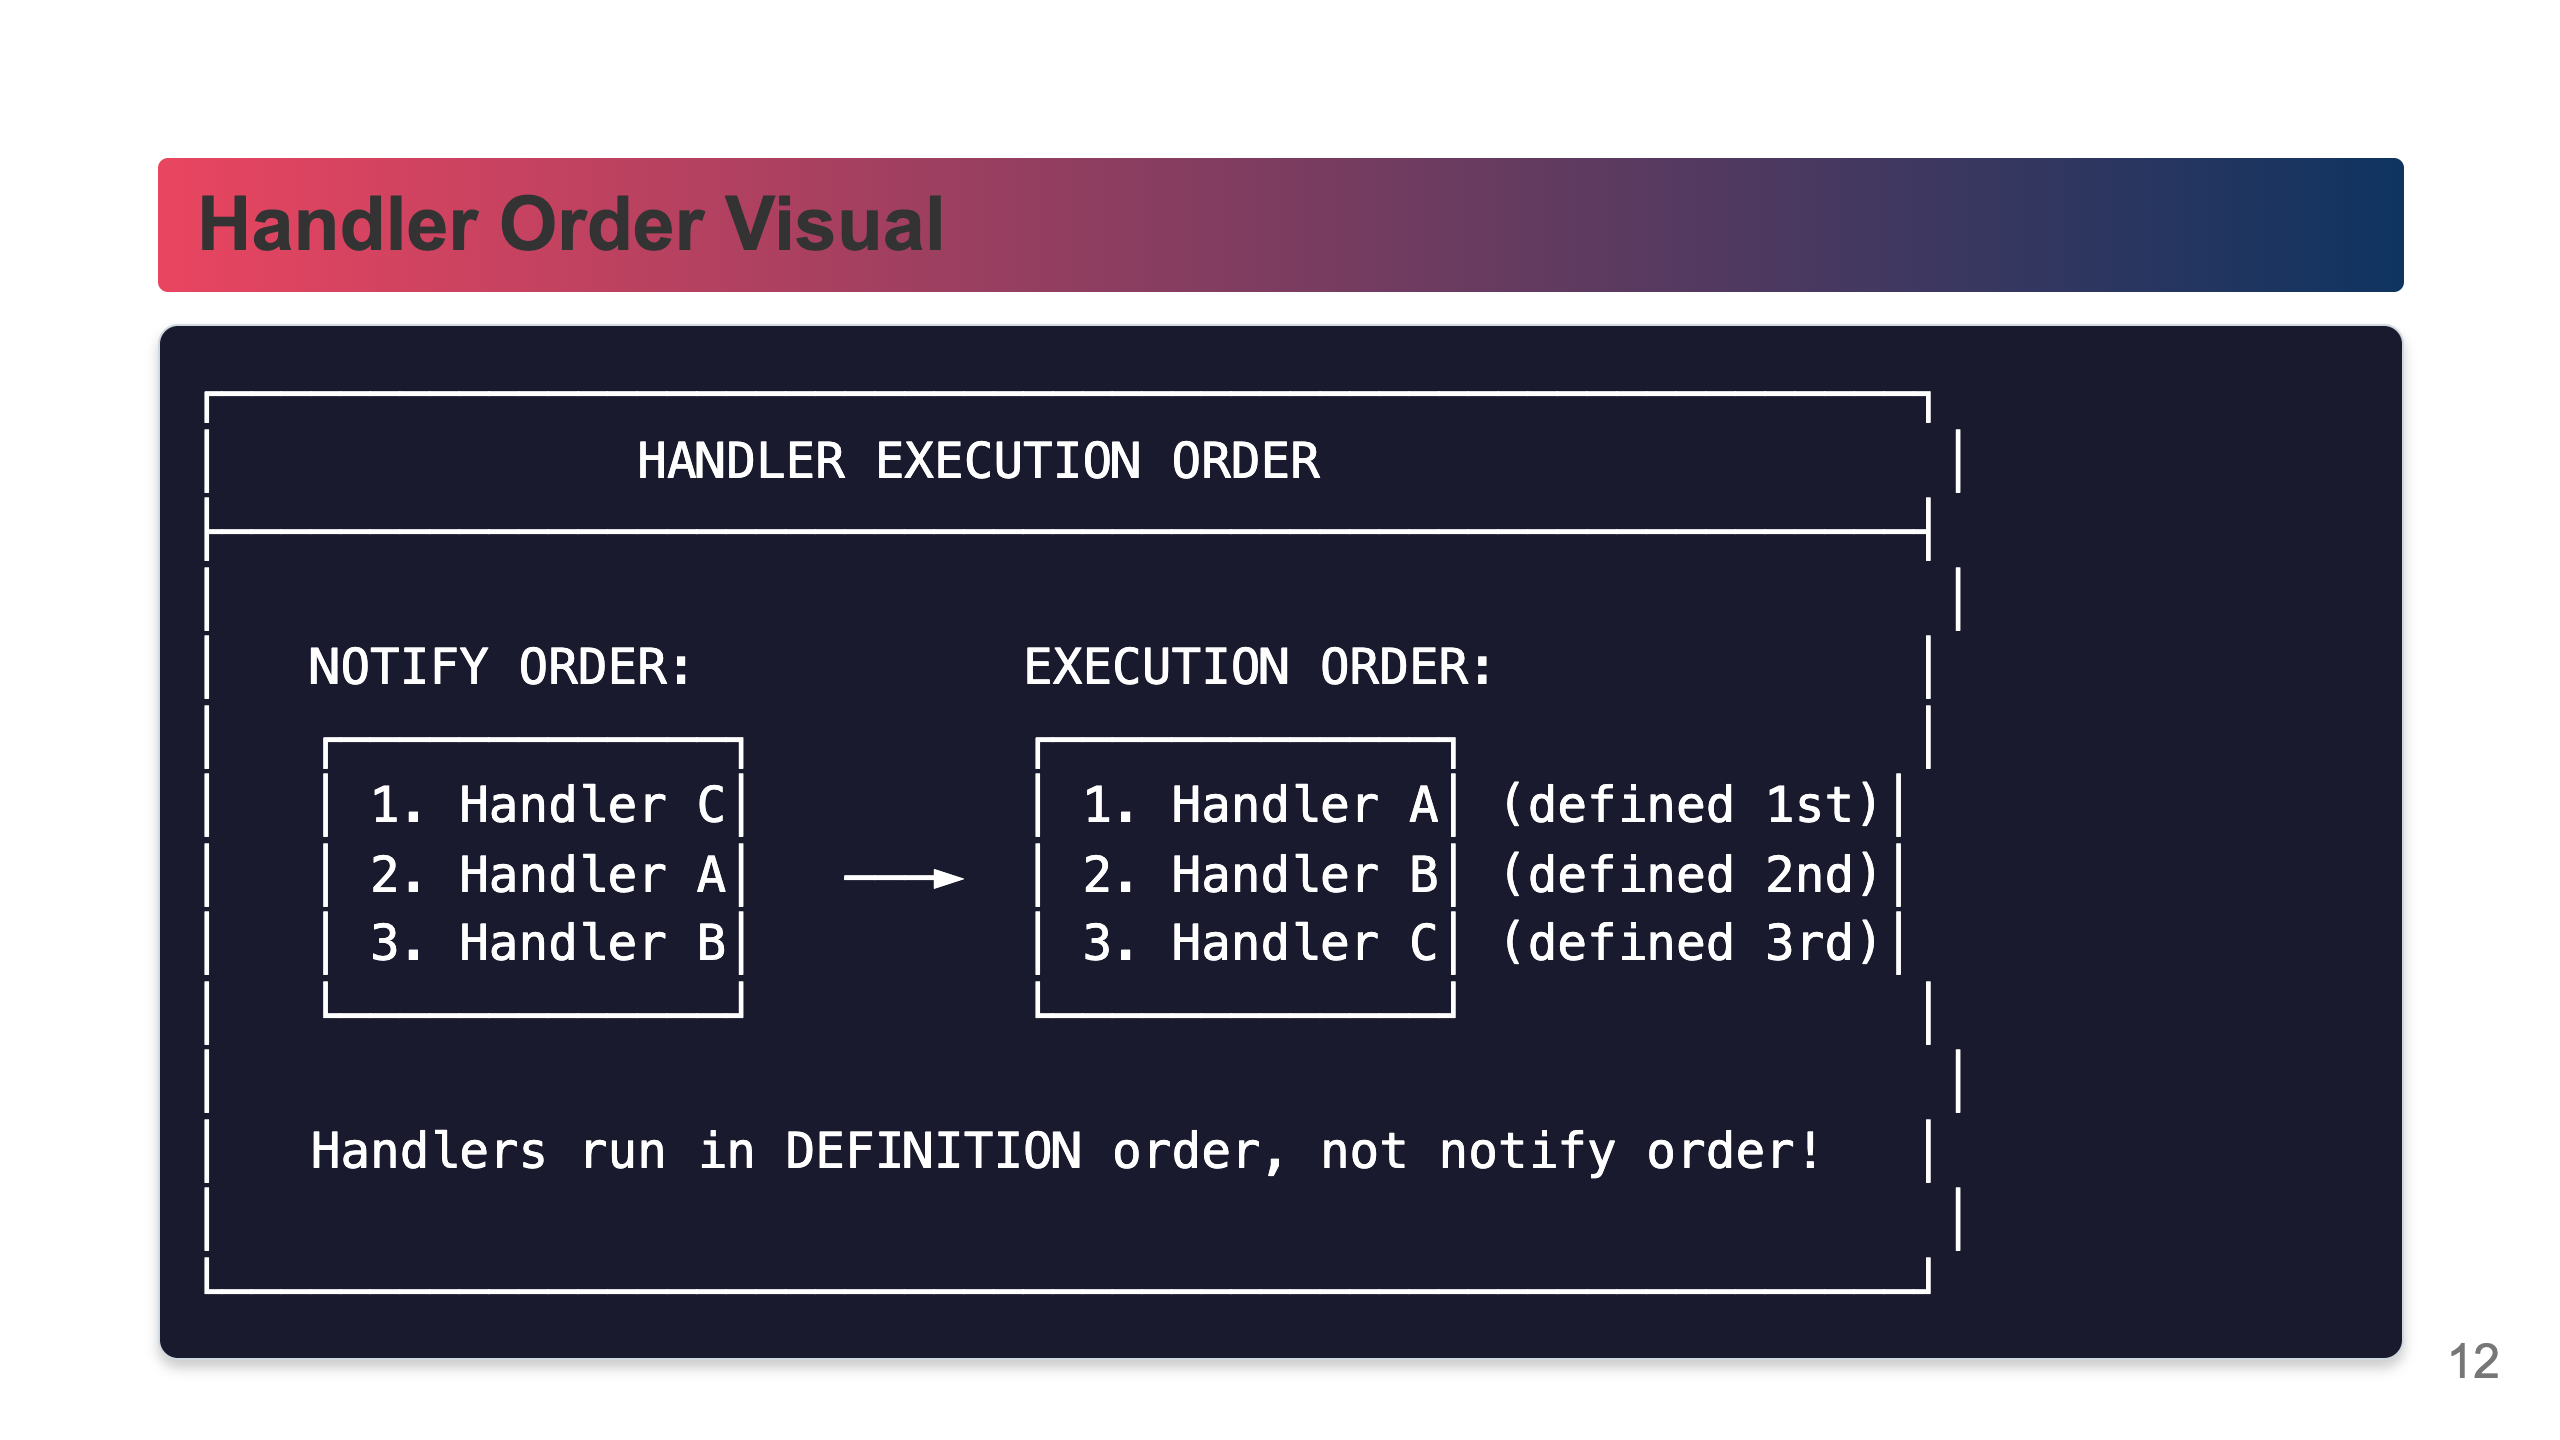 Handler Order Visual
HANDLER EXECUTION ORDER
NOTIFY ORDER: EXECUTION ORDER:
1. Handler C 1. Handler A (defined 1st)
2. Handler A 2. Handler B (defined 2nd)
3. Handler B 3. Handler C (defined 3rd)
Handlers run in DEFINITION order, not notify order!
12